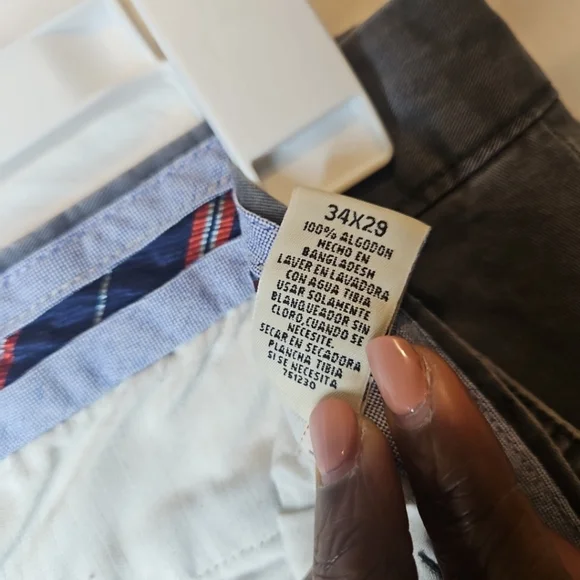 34X29
100% ALGODON
HECHO EN
BANGLADESH
LAVER EN LAVADORA
CON AGUA TIBIA
USAR SOLAMENTE
BLANQUEADOR SIN
CLORO.CUANDO SE
NECESITE.
SECAR EN SECADORA
PLANCHA TIBIA
SI SE NECESITA
751230